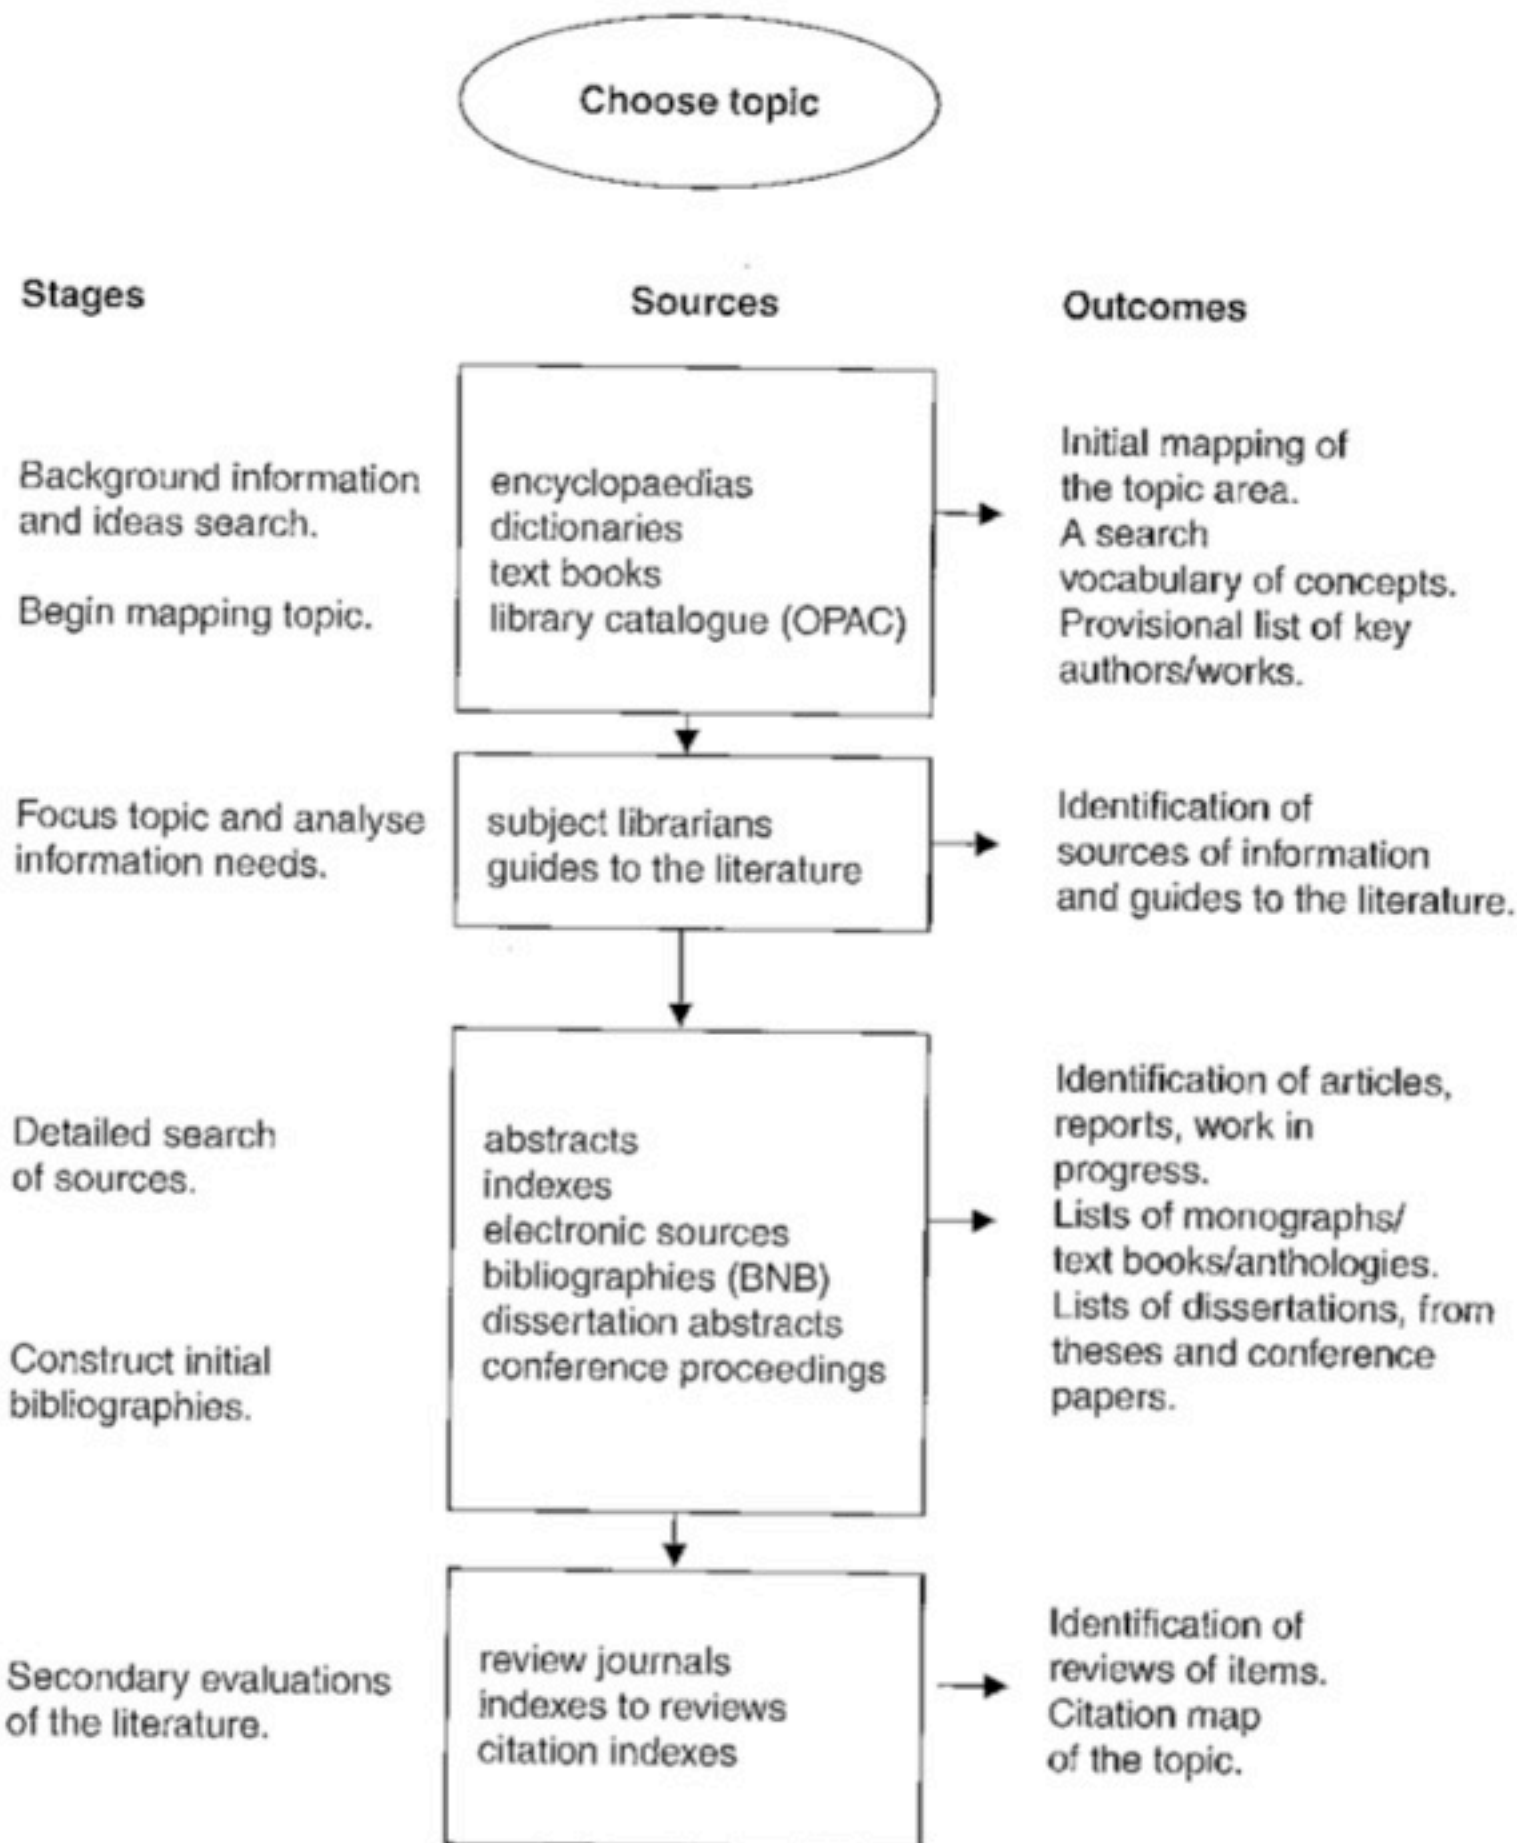 Choose topic
Stages
Sources
Outcomes
Background information
and ideas search.
Begin mapping topic.
encyclopaedias
dictionaries
text books
library catalogue (OPAC)
Initial mapping of
the topic area.
A search
vocabulary of concepts.
Provisional list of key
authors/works.
Focus topic and analyse
information needs.
subject librarians
guides to the literature
Identification of
sources of information
and guides to the literature.
Detailed search
of sources.
Construct initial
bibliographies.
abstracts
indexes
electronic sources
bibliographies (BNB)
dissertation abstracts
conference proceedings
Identification of articles,
reports, work in
progress.
Lists of monographs/
text books/anthologies.
Lists of dissertations, from
theses and conference
papers.
Secondary evaluations
of the literature.
review journals
indexes to reviews
citation indexes
Identification of
reviews of items.
Citation map
of the topic.